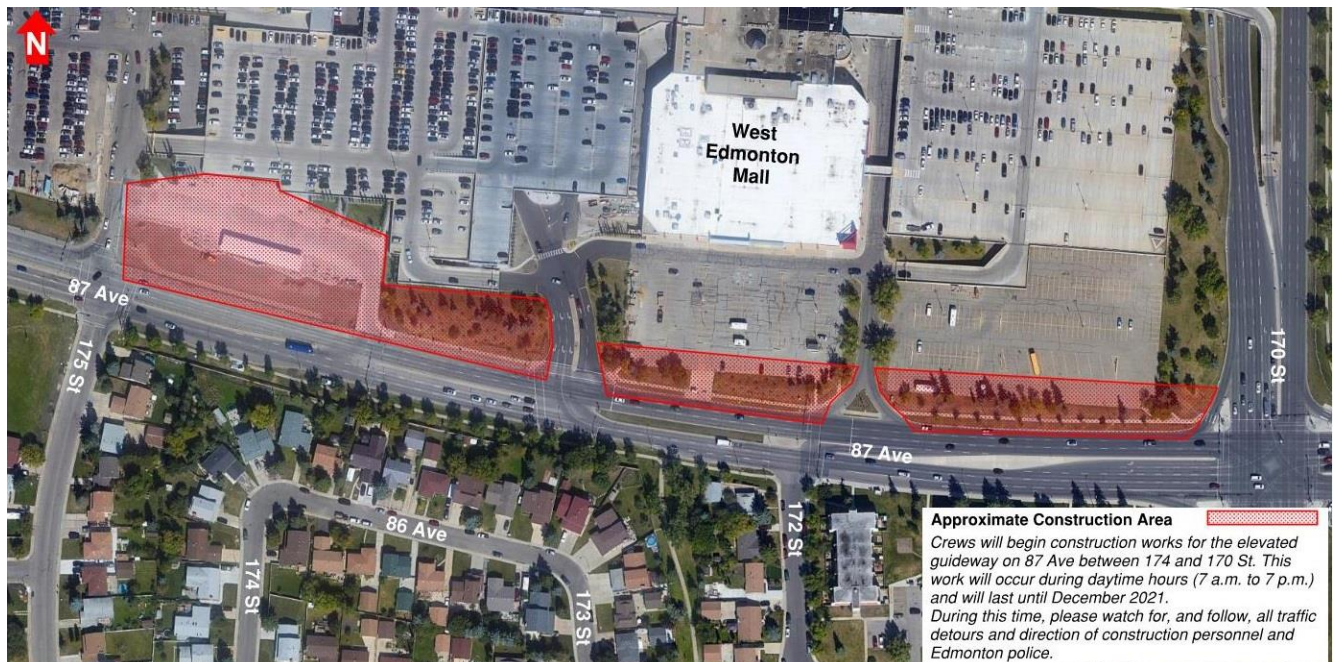 N
West
Edmonton
Mall
87 Ave
175 St
170 St
87 Ave
86 Ave
174 St
173 St
172 St
Approximate Construction Area
Crews will begin construction works for the elevated
guideway on 87 Ave between 174 and 170 St. This
work will occur during daytime hours (7 a.m. to 7 p.m.)
and will last until December 2021.
During this time, please watch for, and follow, all traffic
detours and direction of construction personnel and
Edmonton police.